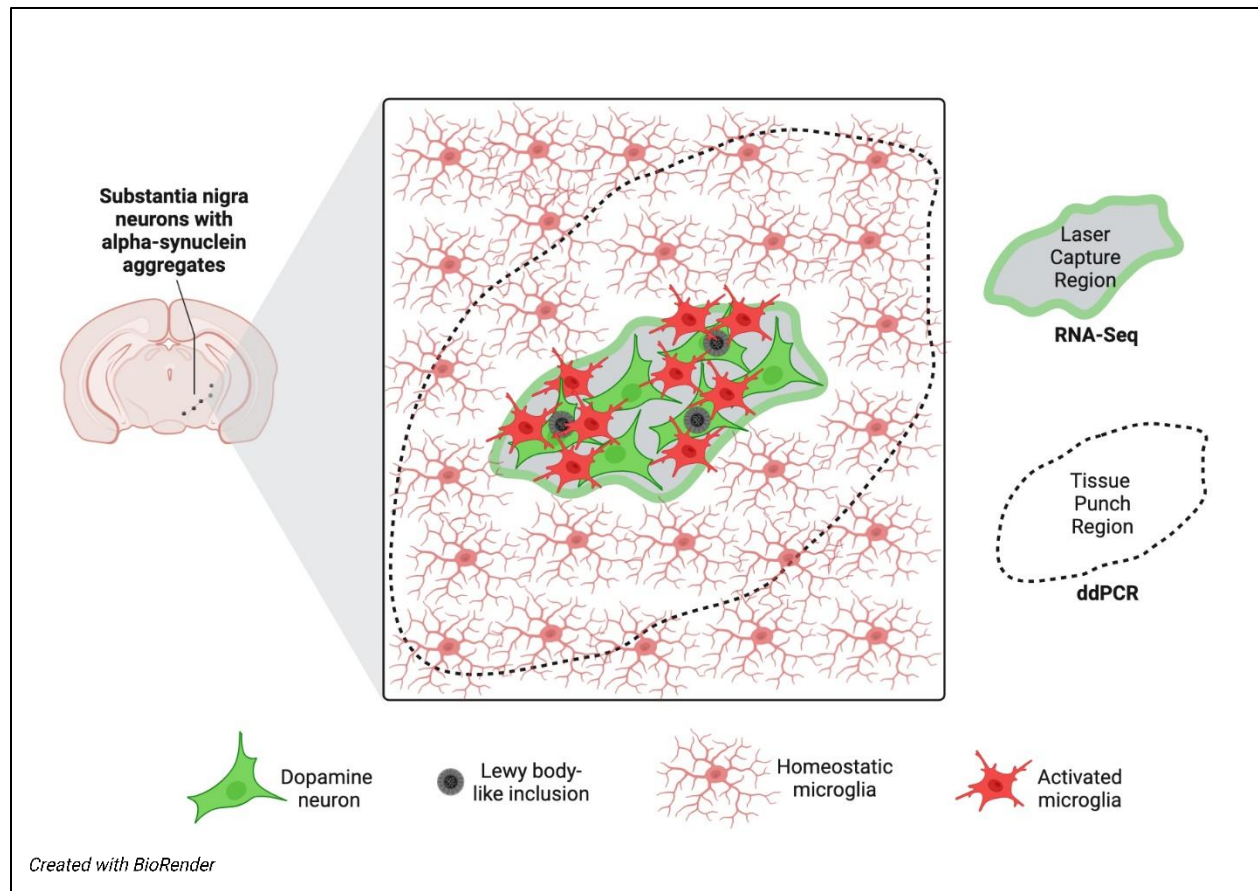 Substantia nigra
neurons with
alpha-synuclein
aggregates
Laser
Capture
Region
RNA-Seq
Tissue
Punch
Region
ddPCR
Dopamine
neuron
Lewy body-
like inclusion
Homeostatic
microglia
Activated
microglia
Created with BioRender